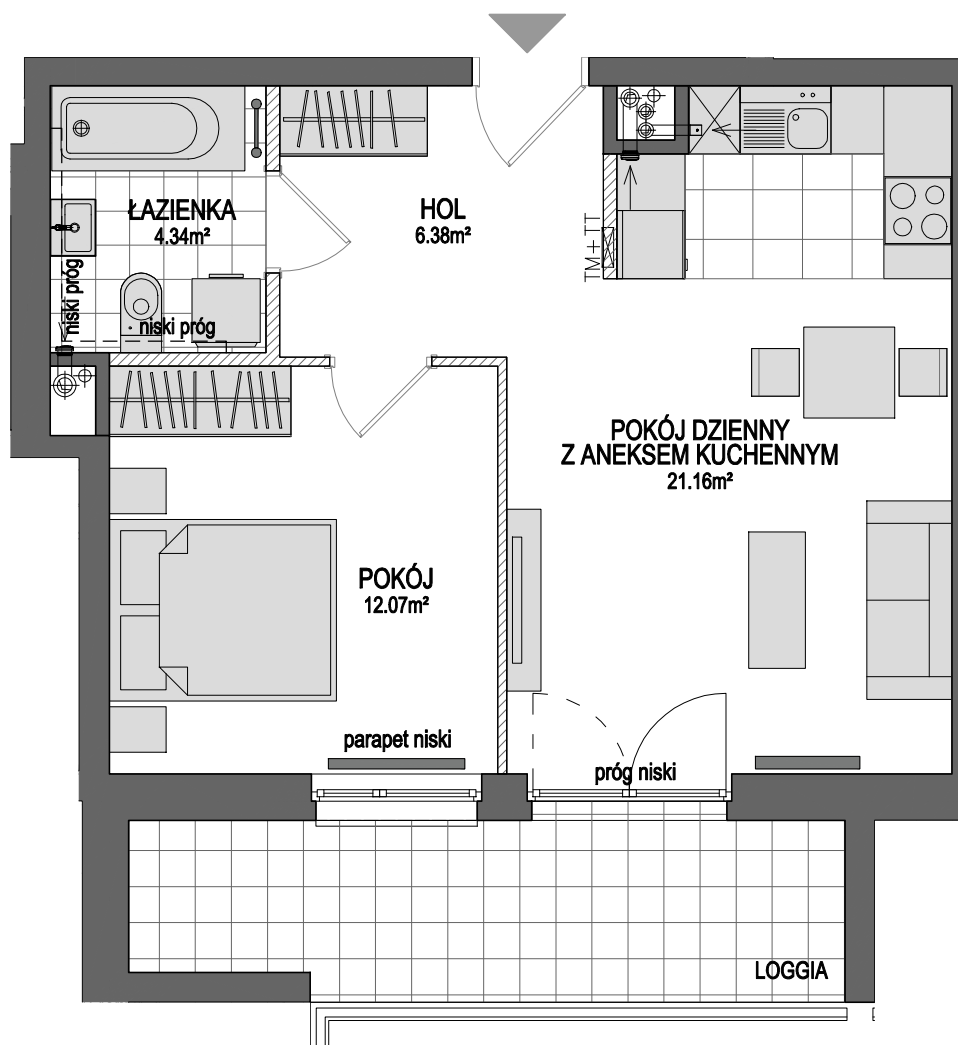 ŁAZIENKA
4.34m²
HOL
6.38m²
TM+TT
niski próg
niski próg
POKÓJ DZIENNY
Z ANEKSEM KUCHENNYM
21.16m²
POKÓJ
12.07m²
parapet niski
próg niski
LOGGIA